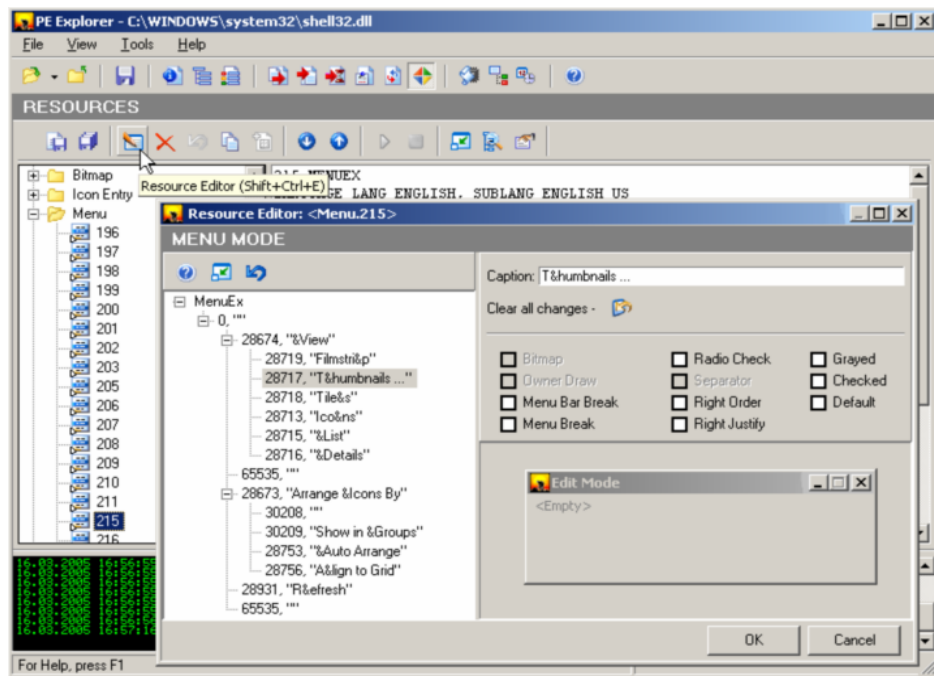 PE Explorer - C:\WINDOWS\system32\shell32.dll
File View Tools Help
RESOURCES
Resource Editor (Shift+Ctrl+E)
Bitmap
Icon Entry
Menu
196
197
198
199
200
201
202
203
205
206
207
208
209
210
211
215
216
MENUEX
LANG ENGLISH, SUBLANG ENGLISH US
Resource Editor: <Menu.215>
MENU MODE
MenuEx
0, ""
28674, "&View"
28719, "Filmstri&p"
28717, "T&humbnails ..."
28718, "Tile&s"
28713, "Ico&ns"
28715, "&List"
28716, "&Details"
65535, ""
28673, "Arrange &Icons By"
30208, ""
30209, "Show in &Groups"
28753, "&Auto Arrange"
28756, "A&lign to Grid"
28931, "R&efresh"
65535, ""
Caption: T&humbnails ...
Clear all changes -
Bitmap Radio Check Grayed
Owner Draw Separator Checked
Menu Bar Break Right Order Default
Menu Break Right Justify
Edit Mode
<Empty>
OK Cancel
For Help, press F1